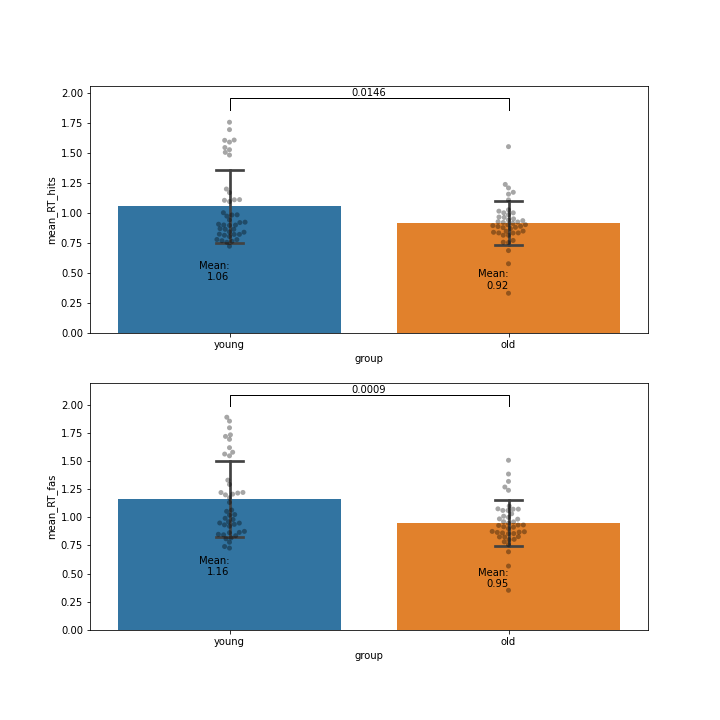 0.0146
2.00
1.75
1.50
1.25
1.00
0.75
0.50
0.25
0.00
mean_RT_hits
Mean:
1.06
Mean:
0.92
young
old
group
0.0009
2.00
1.75
1.50
1.25
1.00
0.75
0.50
0.25
0.00
mean_RT_fas
Mean:
1.16
Mean:
0.95
young
old
group